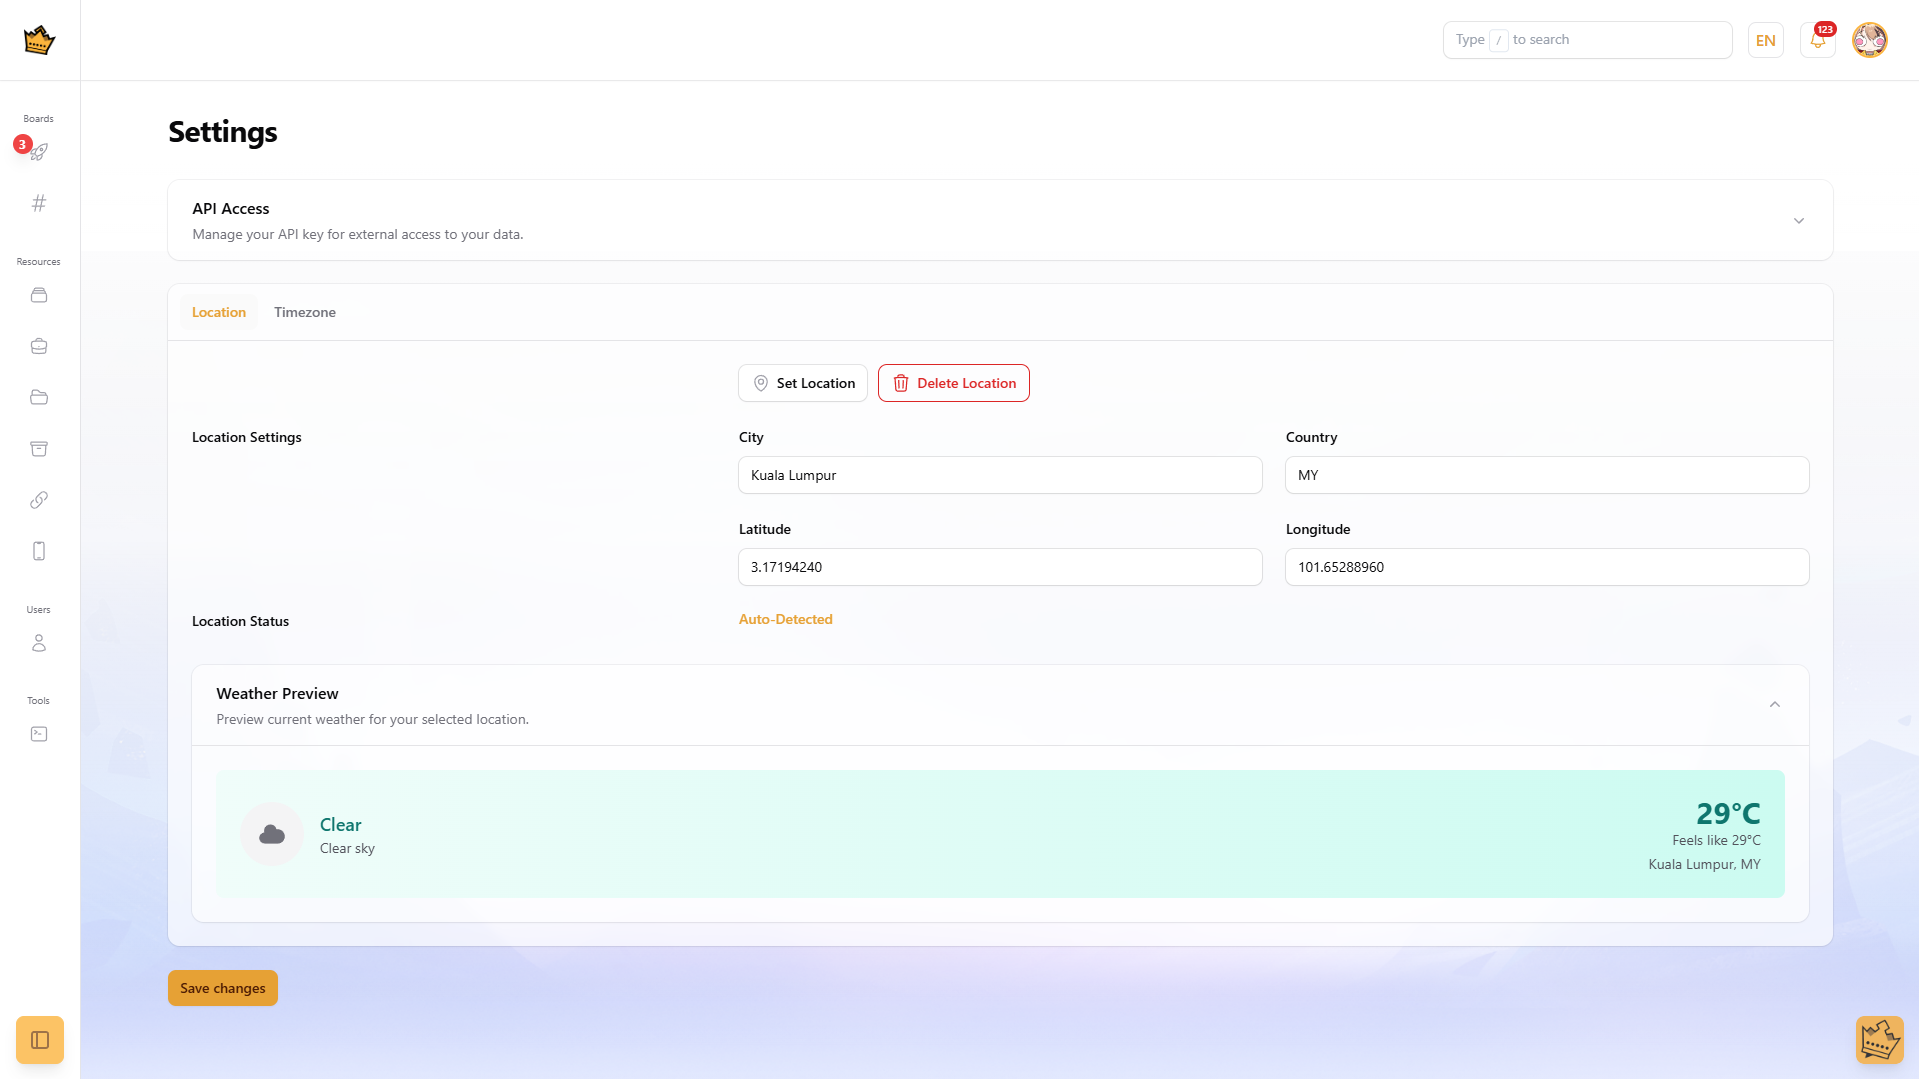 Type / to search
EN
123
Boards
3
Resources
Users
Tools
Settings
API Access
Manage your API key for external access to your data.
Location
Timezone
Set Location
Delete Location
Location Settings
City
Country
Kuala Lumpur
MY
Latitude
Longitude
3.17194240
101.65288960
Location Status
Auto-Detected
Weather Preview
Preview current weather for your selected location.
Clear
Clear sky
29°C
Feels like 29°C
Kuala Lumpur, MY
Save changes